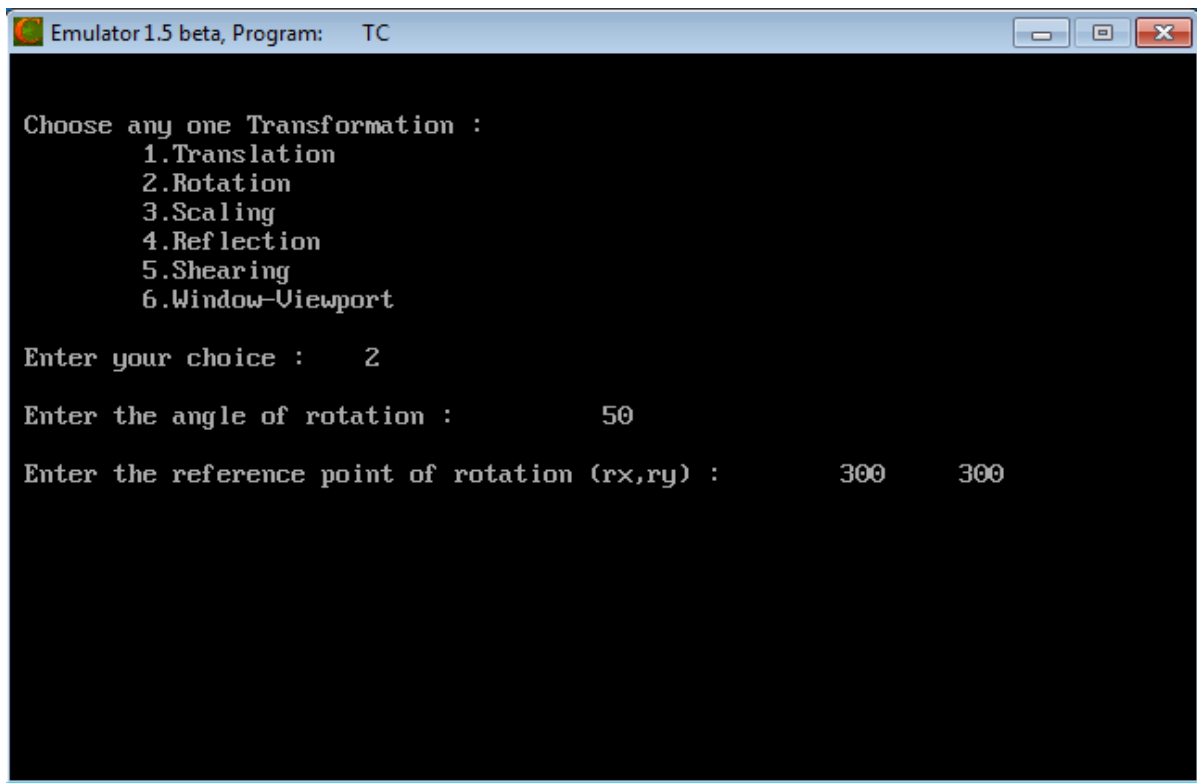 Emulator 1.5 beta, Program: TC
Choose any one Transformation :
1.Translation
2.Rotation
3.Scaling
4.Reflection
5.Shearing
6.Window-Viewport
Enter your choice : 2
Enter the angle of rotation : 50
Enter the reference point of rotation (rx,ry) : 300 300